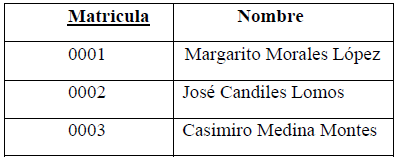 Matricula Nombre
0001 Margarito Morales López
0002 José Candiles Lomos
0003 Casimiro Medina Montes